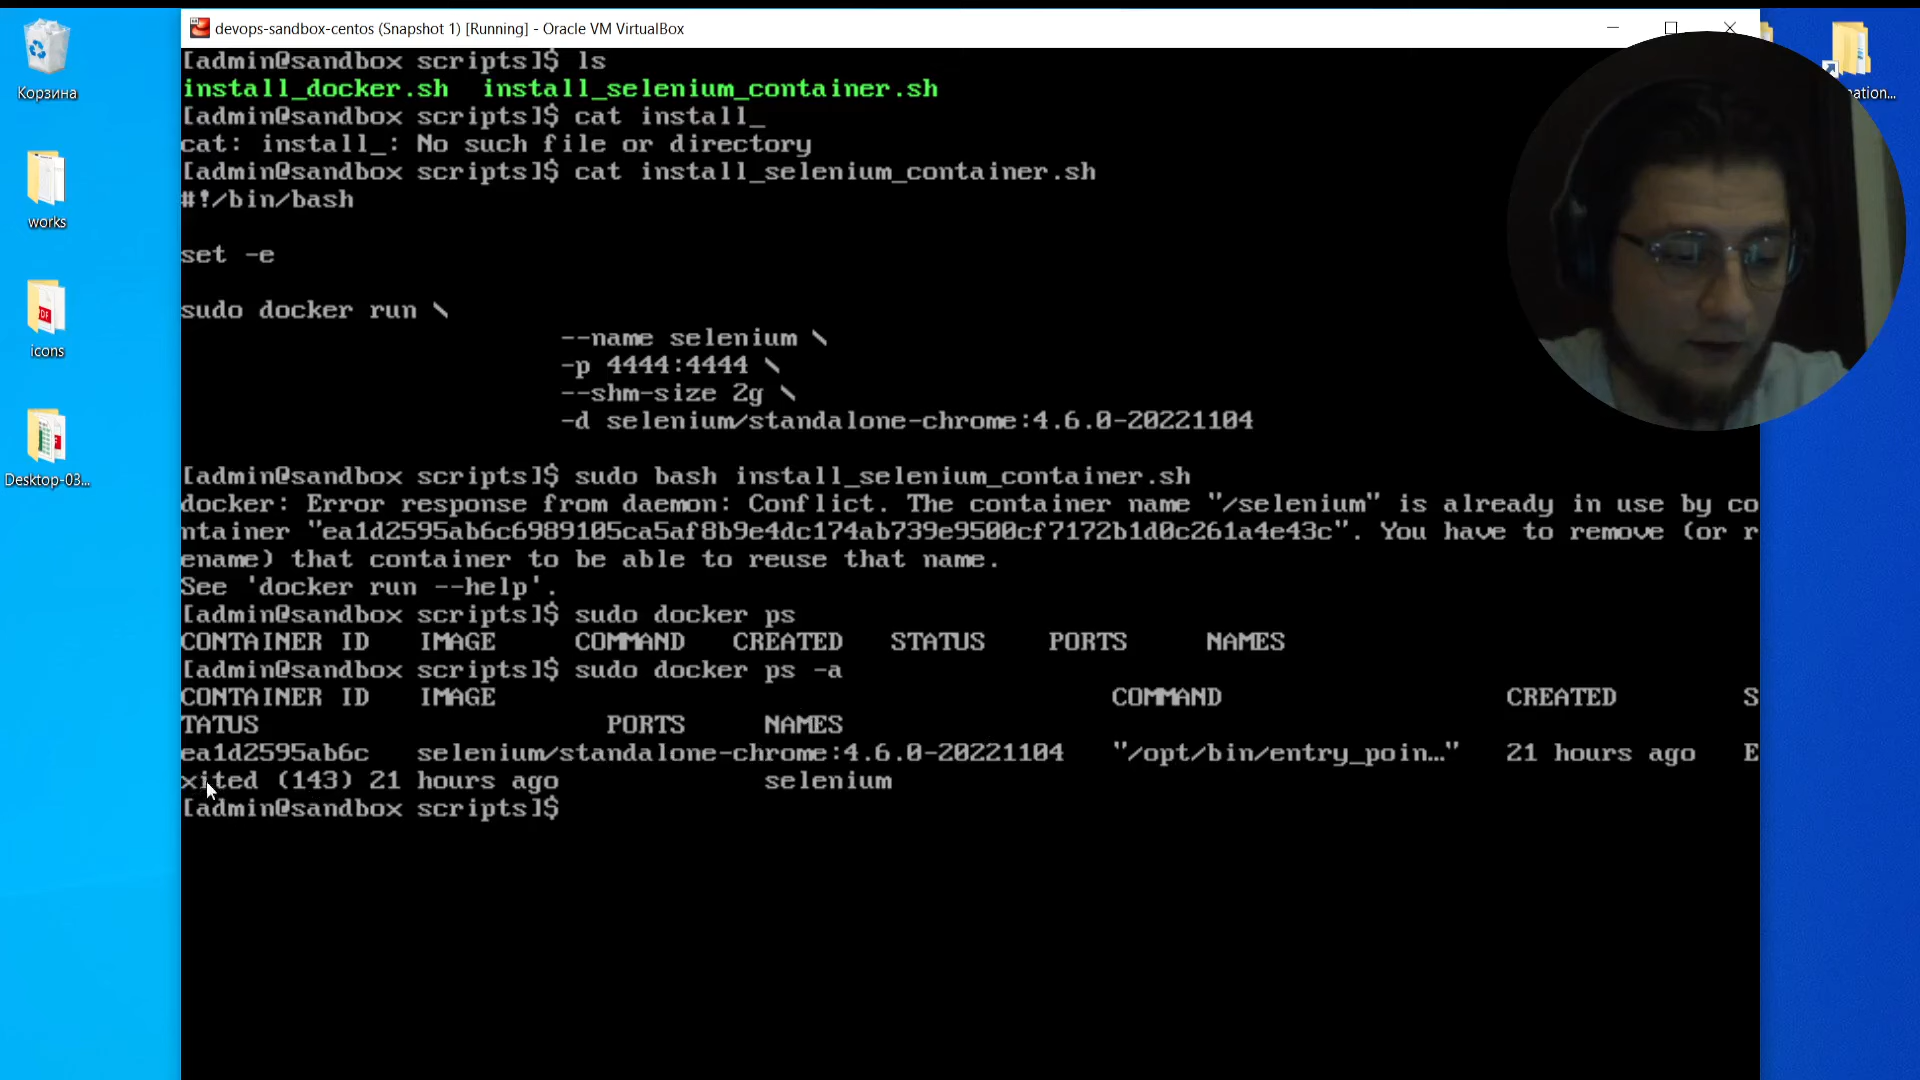 devops-sandbox-centos (Snapshot 1) [Running] - Oracle VM VirtualBox
Корзина
works
icons
Desktop-03...
ation...
[admin@sandbox scripts]$ ls
install_docker.sh  install_selenium_container.sh
[admin@sandbox scripts]$ cat install_
cat: install_: No such file or directory
[admin@sandbox scripts]$ cat install_selenium_container.sh
#!/bin/bash
set -e
sudo docker run \
--name selenium \
-p 4444:4444 \
--shm-size 2g \
-d selenium/standalone-chrome:4.6.0-20221104
[admin@sandbox scripts]$ sudo bash install_selenium_container.sh
docker: Error response from daemon: Conflict. The container name "/selenium" is already in use by co
ntainer "ea1d2595ab6c6989105ca5af8b9e4dc174ab739e9500cf7172b1d0c261a4e43c". You have to remove (or r
ename) that container to be able to reuse that name.
See 'docker run --help'.
[admin@sandbox scripts]$ sudo docker ps
CONTAINER ID   IMAGE     COMMAND   CREATED   STATUS    PORTS     NAMES
[admin@sandbox scripts]$ sudo docker ps -a
CONTAINER ID   IMAGE                                       COMMAND                  CREATED        S
TATUS                      PORTS     NAMES
ea1d2595ab6c   selenium/standalone-chrome:4.6.0-20221104   "/opt/bin/entry_poin…"   21 hours ago   E
xited (143) 21 hours ago             selenium
[admin@sandbox scripts]$